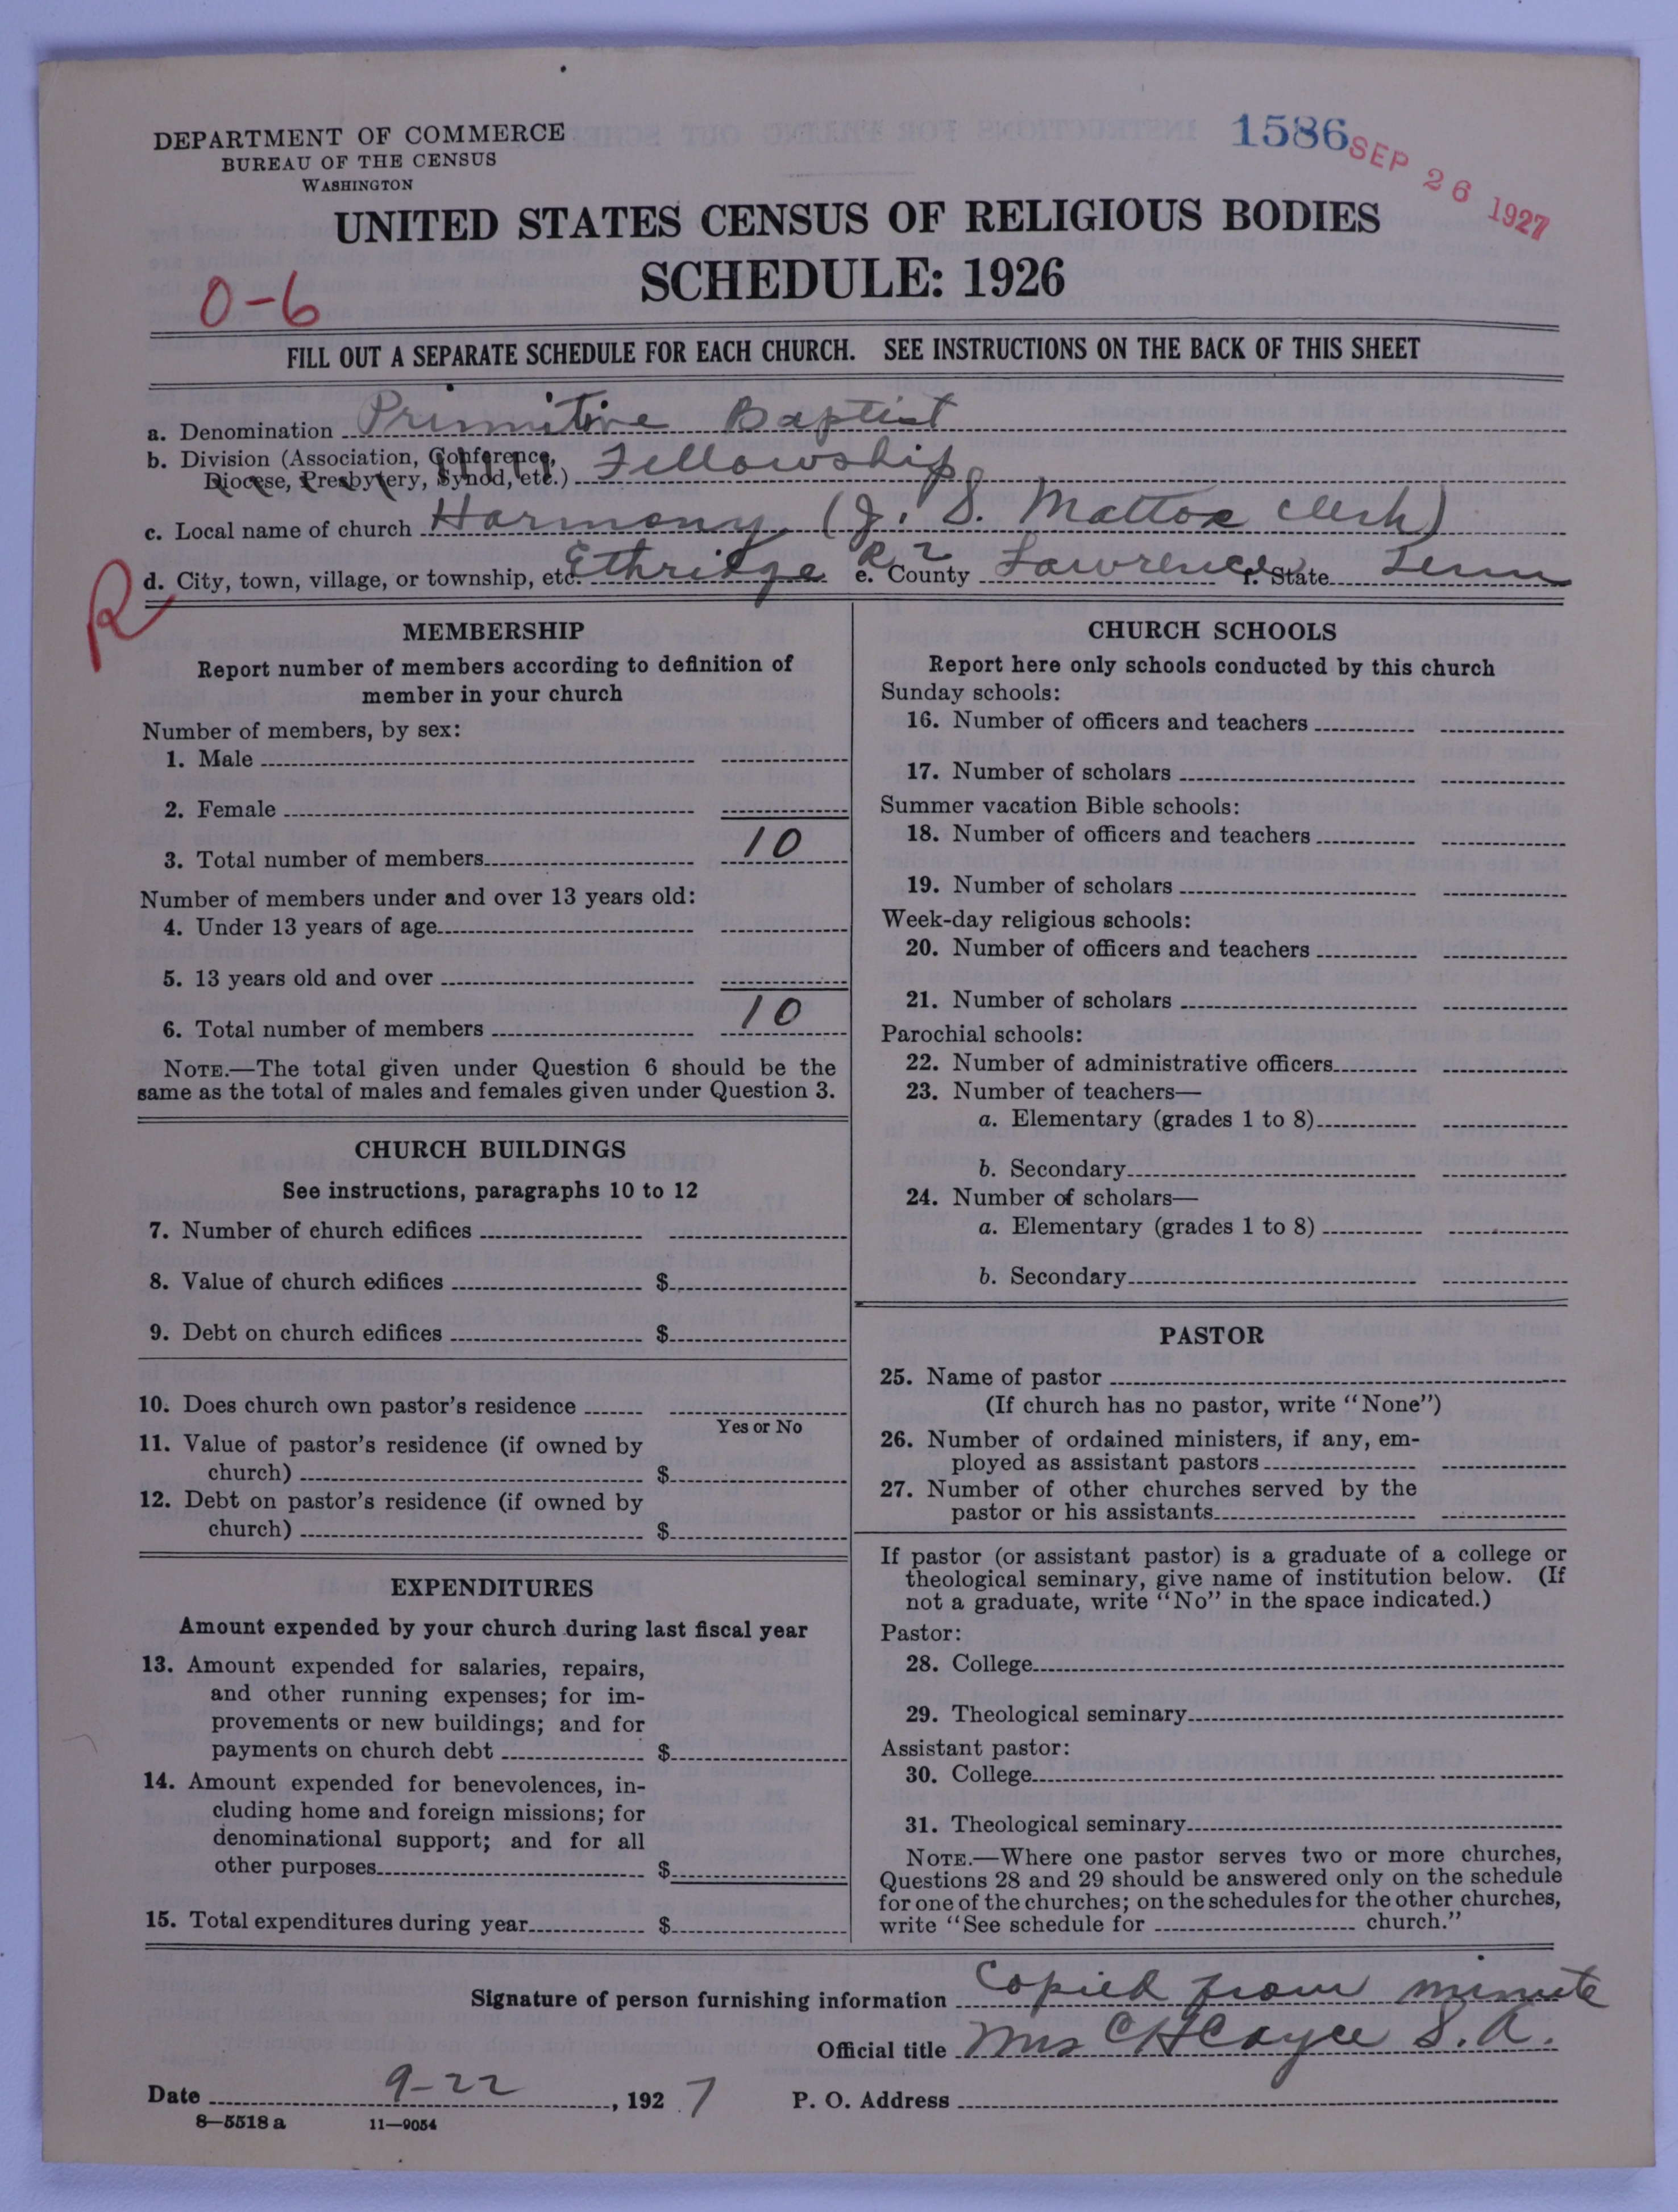 DEPARTMENT OF COMMERCE
BUREAU OF THE CENSUS
WASHINGTON
1586
SEP 26 1927
UNITED STATES CENSUS OF RELIGIOUS BODIES
SCHEDULE: 1926
0-6
FILL OUT A SEPARATE SCHEDULE FOR EACH CHURCH. SEE INSTRUCTIONS ON THE BACK OF THIS SHEET
a. Denomination Primitive Baptist
b. Division (Association, Conference,
Diocese, Presbytery, Synod, etc.) Fellowship
c. Local name of church Harmony (J. S. Mattox Clerk)
d. City, town, village, or township, etc. Ethridge R2 e. County Lawrence f. State Tenn
R
MEMBERSHIP
Report number of members according to definition of
member in your church
Number of members, by sex:
1. Male
2. Female
3. Total number of members 10
Number of members under and over 13 years old:
4. Under 13 years of age
5. 13 years old and over
6. Total number of members 10
NOTE.—The total given under Question 6 should be the
same as the total of males and females given under Question 3.
CHURCH BUILDINGS
See instructions, paragraphs 10 to 12
7. Number of church edifices
8. Value of church edifices $
9. Debt on church edifices $
10. Does church own pastor's residence
Yes or No
11. Value of pastor's residence (if owned by
church) $
12. Debt on pastor's residence (if owned by
church) $
EXPENDITURES
Amount expended by your church during last fiscal year
13. Amount expended for salaries, repairs,
and other running expenses; for im-
provements or new buildings; and for
payments on church debt $
14. Amount expended for benevolences, in-
cluding home and foreign missions; for
denominational support; and for all
other purposes $
15. Total expenditures during year $
CHURCH SCHOOLS
Report here only schools conducted by this church
Sunday schools:
16. Number of officers and teachers
17. Number of scholars
Summer vacation Bible schools:
18. Number of officers and teachers
19. Number of scholars
Week-day religious schools:
20. Number of officers and teachers
21. Number of scholars
Parochial schools:
22. Number of administrative officers
23. Number of teachers—
a. Elementary (grades 1 to 8)
b. Secondary
24. Number of scholars—
a. Elementary (grades 1 to 8)
b. Secondary
PASTOR
25. Name of pastor
(If church has no pastor, write "None")
26. Number of ordained ministers, if any, em-
ployed as assistant pastors
27. Number of other churches served by the
pastor or his assistants
If pastor (or assistant pastor) is a graduate of a college or
theological seminary, give name of institution below. (If
not a graduate, write "No" in the space indicated.)
Pastor:
28. College
29. Theological seminary
Assistant pastor:
30. College
31. Theological seminary
NOTE.—Where one pastor serves two or more churches,
Questions 28 and 29 should be answered only on the schedule
for one of the churches; on the schedules for the other churches,
write "See schedule for church."
Signature of person furnishing information Copied from minute
Official title Mrs C H Cayce S. A.
Date 9-22, 1927 P. O. Address
8—5518 a 11—9054